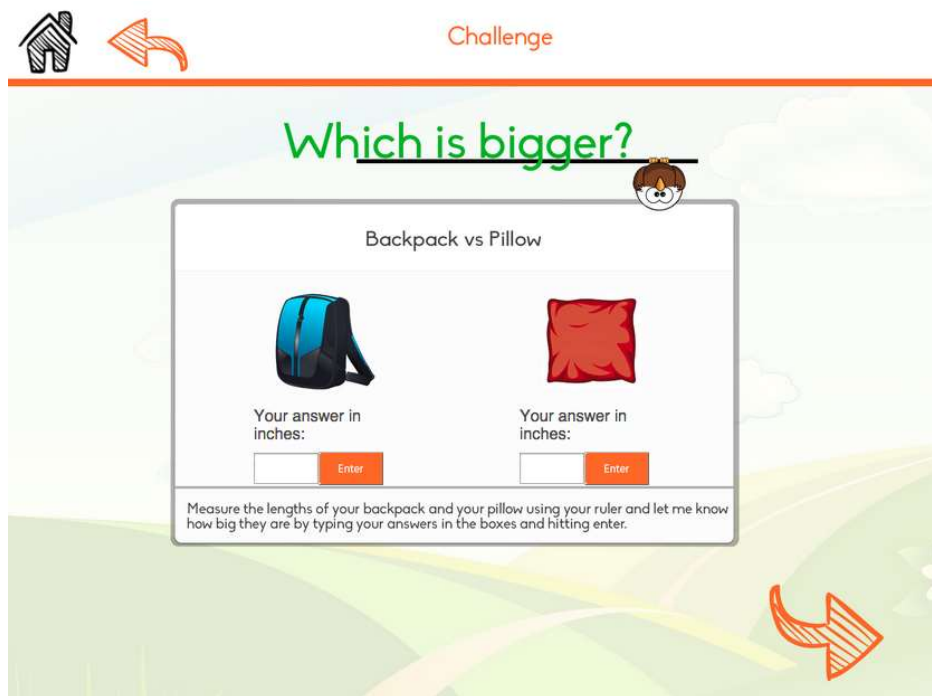 Challenge
Which is bigger?
Backpack vs Pillow
Your answer in
inches:
Enter
Your answer in
inches:
Enter
Measure the lengths of your backpack and your pillow using your ruler and let me know
how big they are by typing your answers in the boxes and hitting enter.